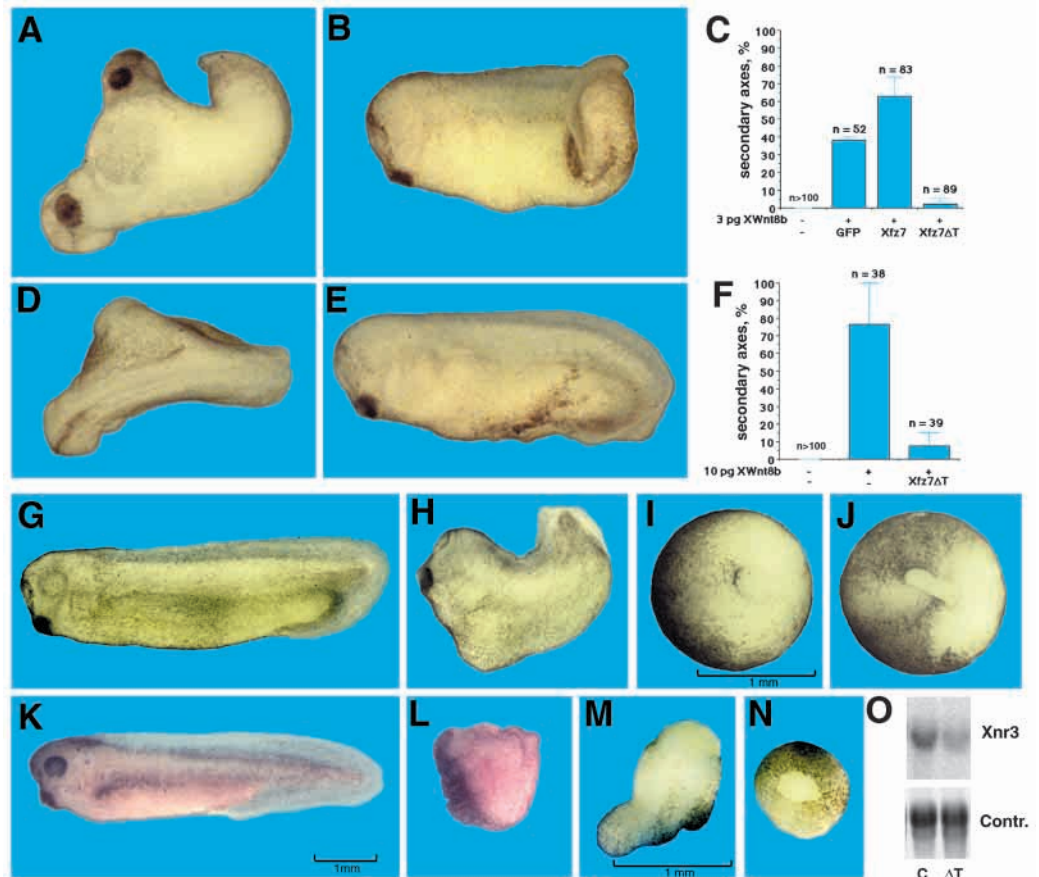 A
B
C
secondary axes, %
100
90
80
70
60
50
40
30
20
10
0
n>100
n = 52
n = 83
n = 89
3 pg XWnt8b
- + + +
- GFP Xfz7 Xfz7ΔT
D
E
F
secondary axes, %
100
90
80
70
60
50
40
30
20
10
0
n>100
n = 38
n = 39
10 pg XWnt8b
- + +
- - Xfz7ΔT
G
H
I
1 mm
J
K
1mm
L
M
1 mm
N
O
Xnr3
Contr.
C ΔT